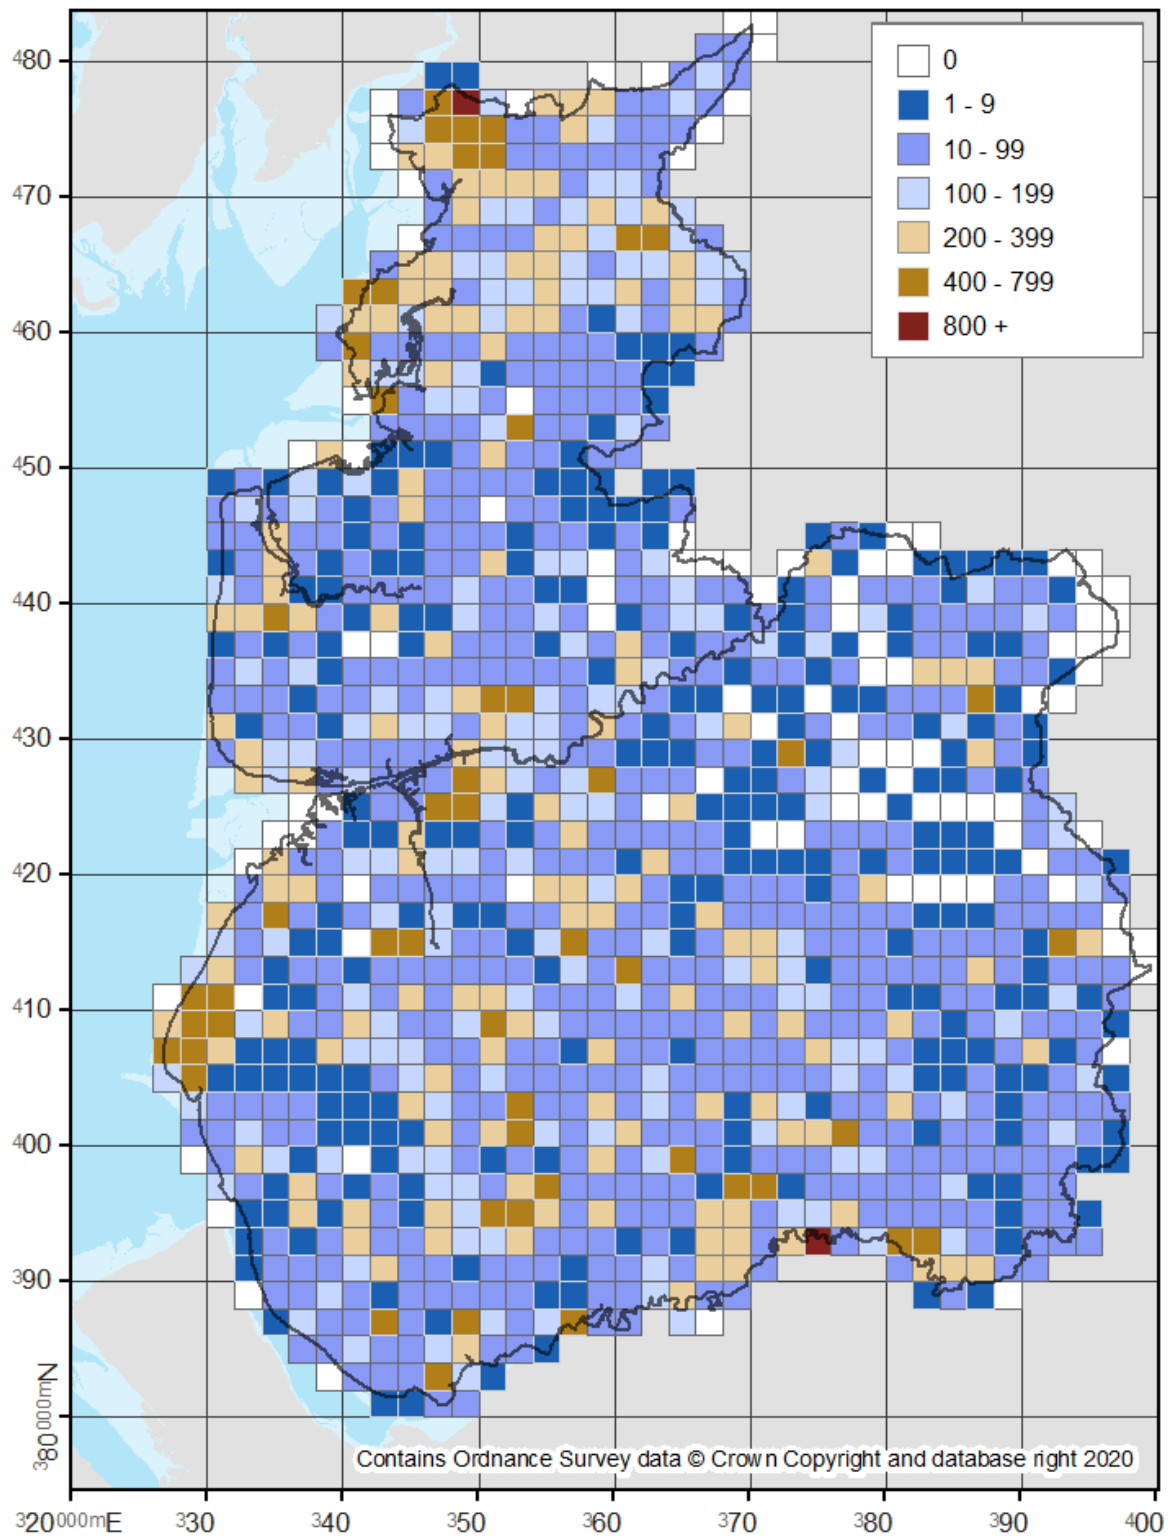 0
1 - 9
10 - 99
100 - 199
200 - 399
400 - 799
800 +
480
470
460
450
440
430
420
410
400
390
380000mN
Contains Ordnance Survey data © Crown Copyright and database right 2020
320000mE 330 340 350 360 370 380 390 400